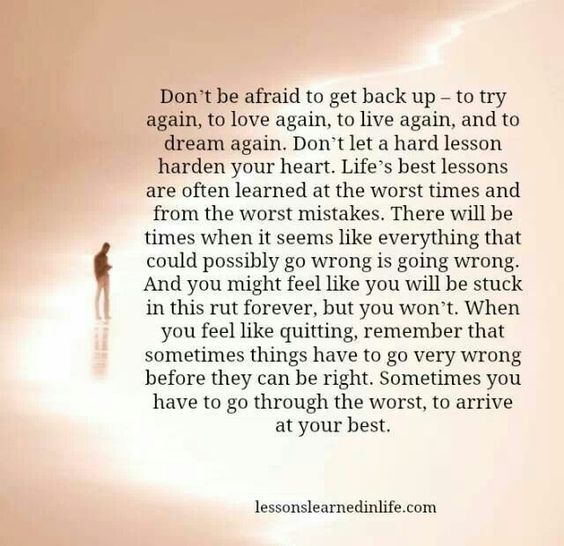 Don't be afraid to get back up – to try
again, to love again, to live again, and to
dream again. Don't let a hard lesson
harden your heart. Life's best lessons
are often learned at the worst times and
from the worst mistakes. There will be
times when it seems like everything that
could possibly go wrong is going wrong.
And you might feel like you will be stuck
in this rut forever, but you won't. When
you feel like quitting, remember that
sometimes things have to go very wrong
before they can be right. Sometimes you
have to go through the worst, to arrive
at your best.
lessonslearnedinlife.com